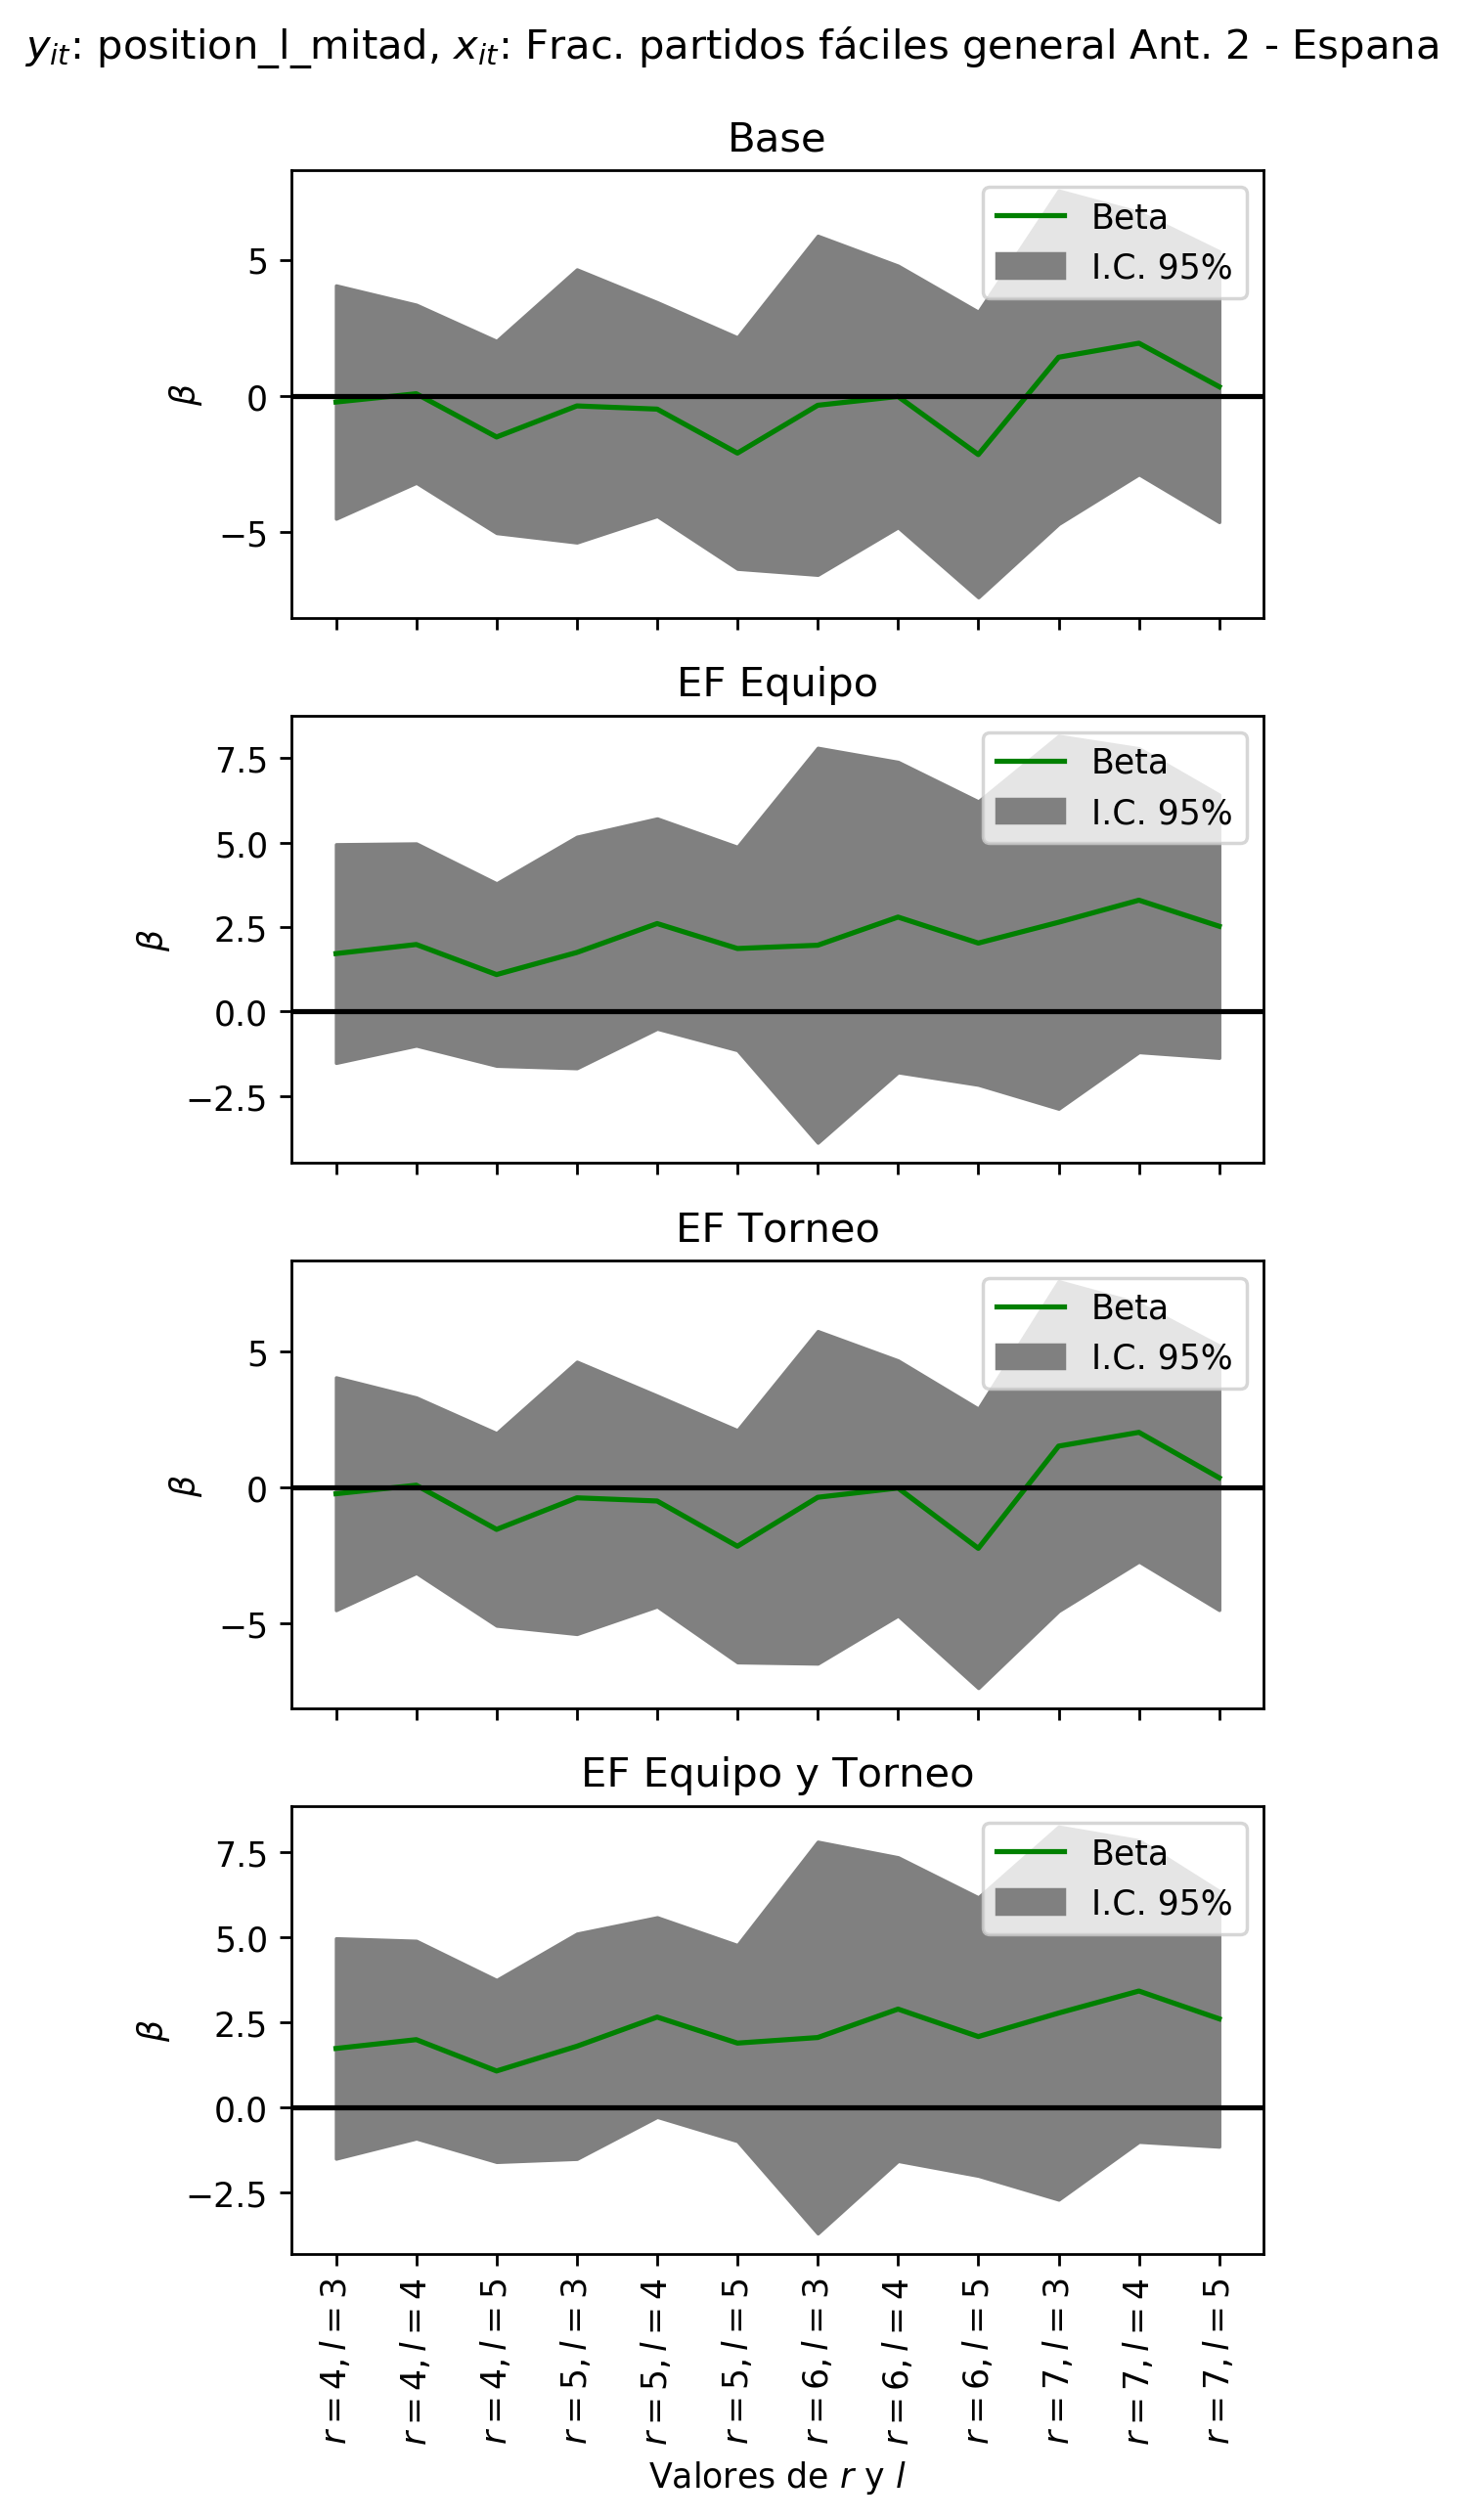 y_it: position_l_mitad, x_it: Frac. partidos fáciles general Ant. 2 - Espana
Base
Beta
I.C. 95%
5
0
−5
β
EF Equipo
Beta
I.C. 95%
7.5
5.0
2.5
0.0
−2.5
β
EF Torneo
Beta
I.C. 95%
5
0
−5
β
EF Equipo y Torneo
Beta
I.C. 95%
7.5
5.0
2.5
0.0
−2.5
β
r = 4, l = 3
r = 4, l = 4
r = 4, l = 5
r = 5, l = 3
r = 5, l = 4
r = 5, l = 5
r = 6, l = 3
r = 6, l = 4
r = 6, l = 5
r = 7, l = 3
r = 7, l = 4
r = 7, l = 5
Valores de r y l